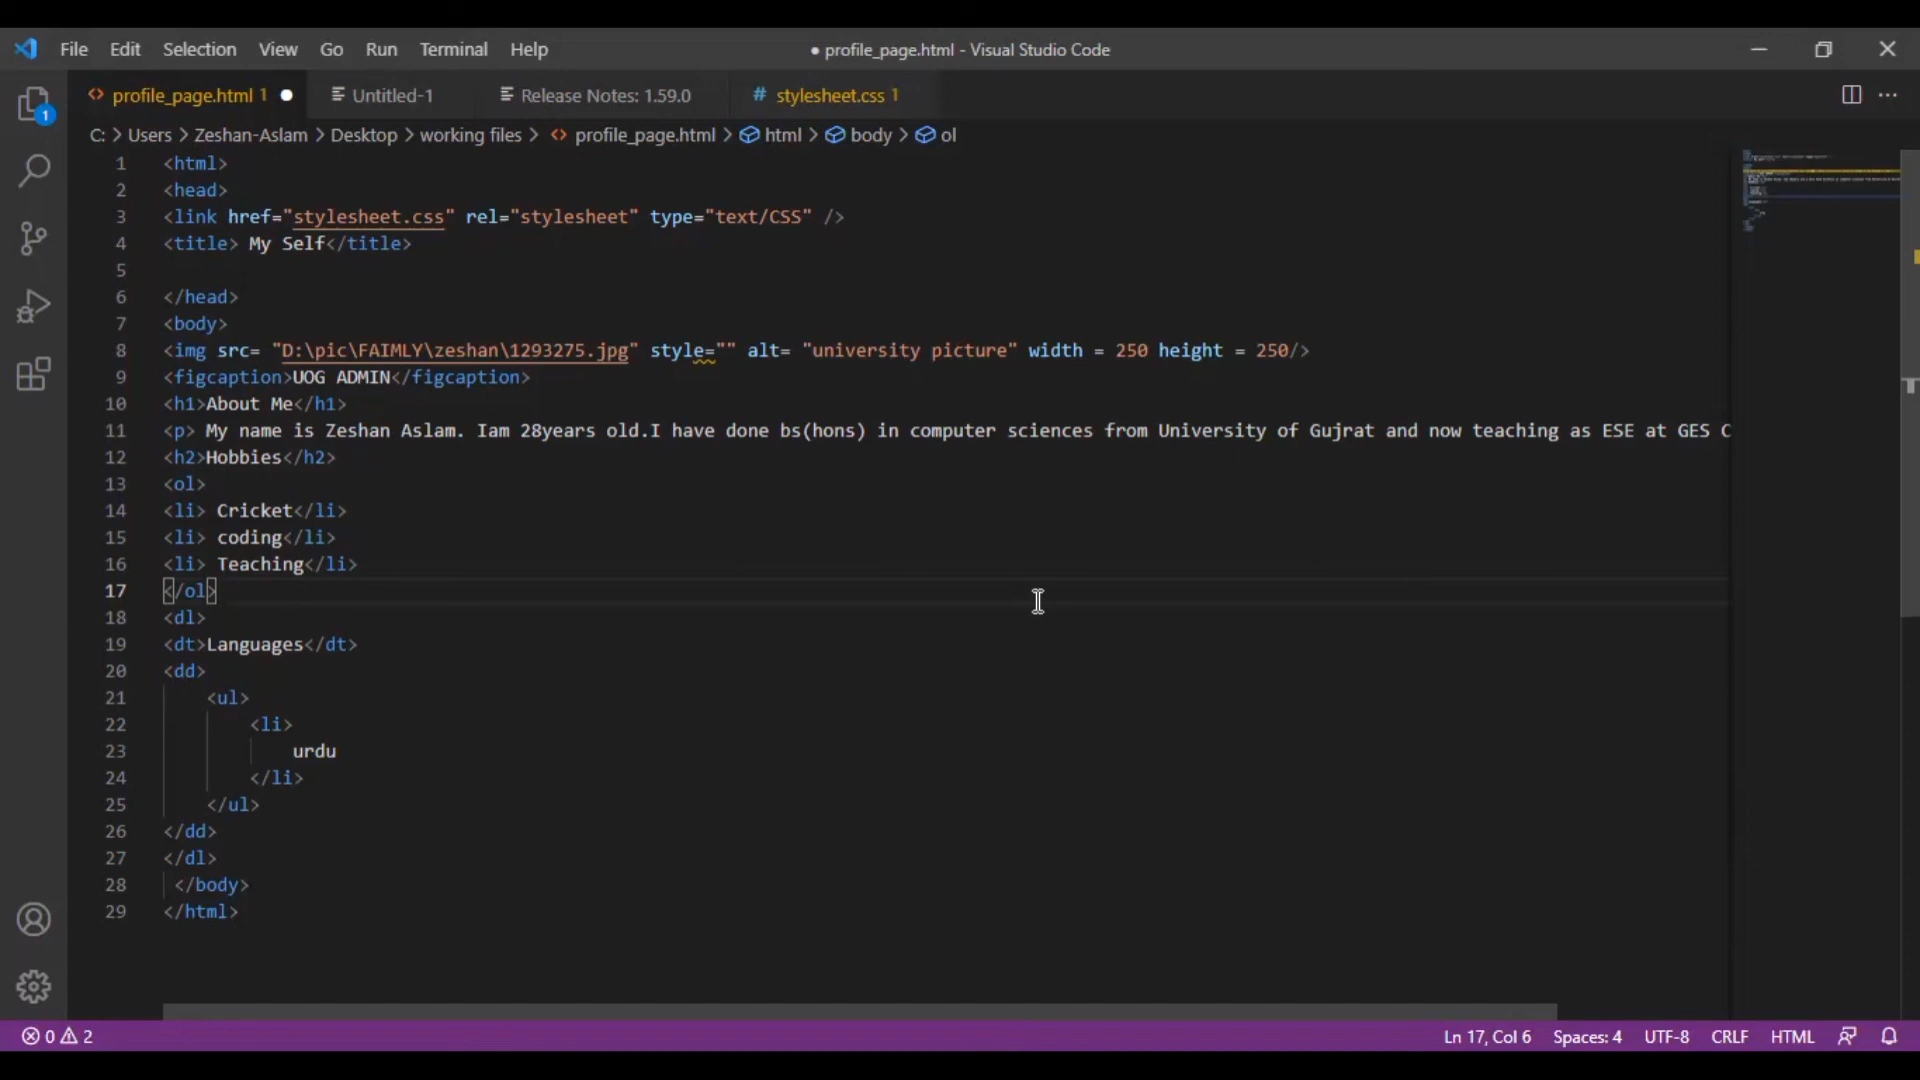 File Edit Selection View Go Run Terminal Help ● profile_page.html - Visual Studio Code
profile_page.html 1 ● Untitled-1 Release Notes: 1.59.0 # stylesheet.css 1
C: > Users > Zeshan-Aslam > Desktop > working files > <> profile_page.html > html > body > ol
1 <html>
2 <head>
3 <link href="stylesheet.css" rel="stylesheet" type="text/CSS" />
4 <title> My Self</title>
5
6 </head>
7 <body>
8 <img src= "D:\pic\FAIMLY\zeshan\1293275.jpg" style="" alt= "university picture" width = 250 height = 250/>
9 <figcaption>UOG ADMIN</figcaption>
10 <h1>About Me</h1>
11 <p> My name is Zeshan Aslam. Iam 28years old.I have done bs(hons) in computer sciences from University of Gujrat and now teaching as ESE at GES C
12 <h2>Hobbies</h2>
13 <ol>
14 <li> Cricket</li>
15 <li> coding</li>
16 <li> Teaching</li>
17 </ol>
18 <dl>
19 <dt>Languages</dt>
20 <dd>
21 <ul>
22 <li>
23 urdu
24 </li>
25 </ul>
26 </dd>
27 </dl>
28 </body>
29 </html>
1
0 2 Ln 17, Col 6 Spaces: 4 UTF-8 CRLF HTML